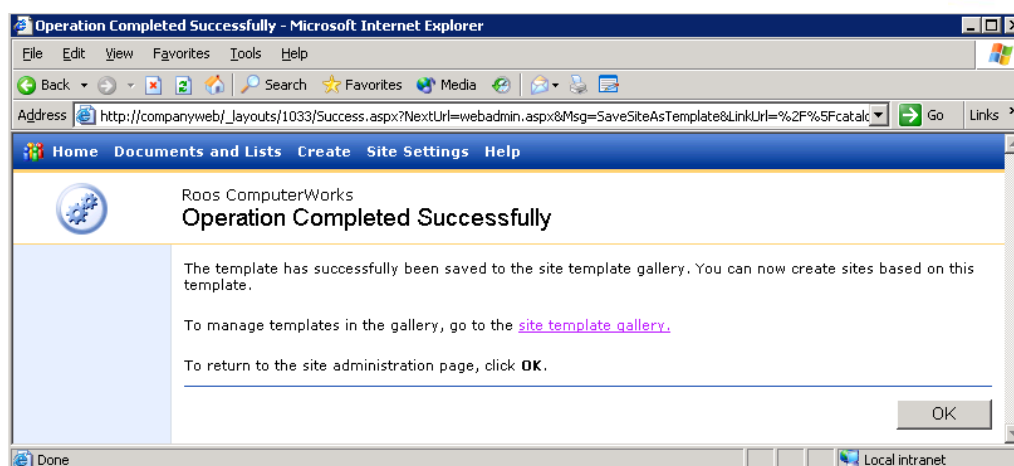 Operation Completed Successfully - Microsoft Internet Explorer
File Edit View Favorites Tools Help
Back Search Favorites Media
Address http://companyweb/_layouts/1033/Success.aspx?NextUrl=webadmin.aspx&Msg=SaveSiteAsTemplate&LinkUrl=%2F%5Fcatalc Go Links »
Home Documents and Lists Create Site Settings Help
Roos ComputerWorks
Operation Completed Successfully
The template has successfully been saved to the site template gallery. You can now create sites based on this
template.
To manage templates in the gallery, go to the site template gallery.
To return to the site administration page, click OK.
OK
Done Local intranet